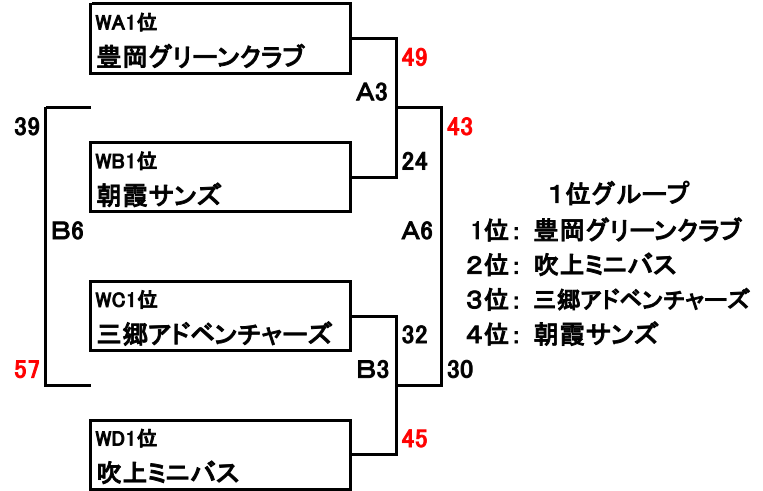 WA1位
豊岡グリーンクラブ
49
A3
39
43
WB1位
24
朝霞サンズ
1位グループ
B6
A6
1位： 豊岡グリーンクラブ
2位： 吹上ミニバス
WC1位
3位： 三郷アドベンチャーズ
三郷アドベンチャーズ
32
4位： 朝霞サンズ
57
B3
30
WD1位
45
吹上ミニバス